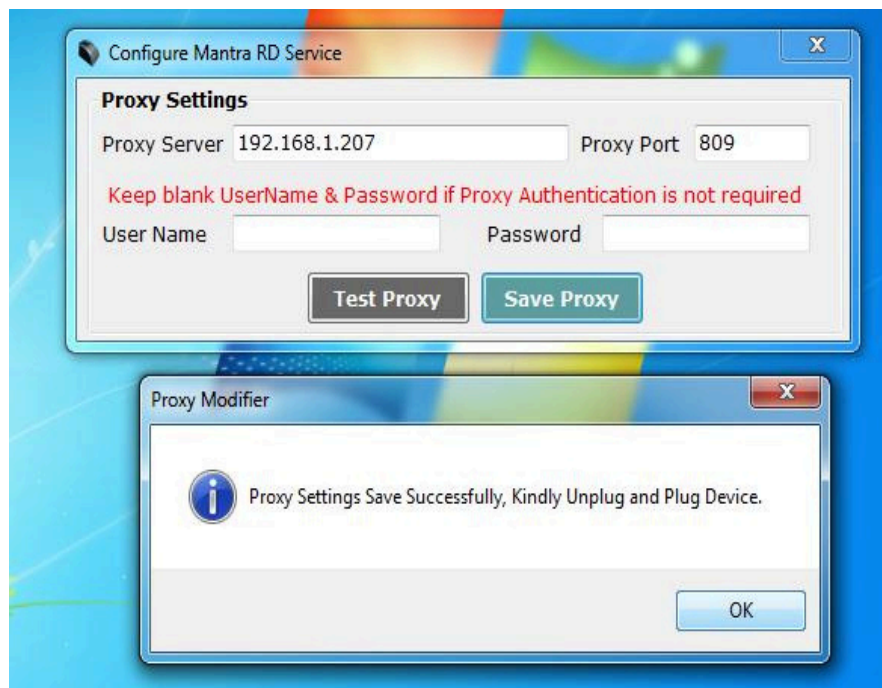 Configure Mantra RD Service
X
Proxy Settings
Proxy Server 192.168.1.207 Proxy Port 809
Keep blank UserName & Password if Proxy Authentication is not required
User Name Password
Test Proxy Save Proxy
Proxy Modifier
X
Proxy Settings Save Successfully, Kindly Unplug and Plug Device.
OK